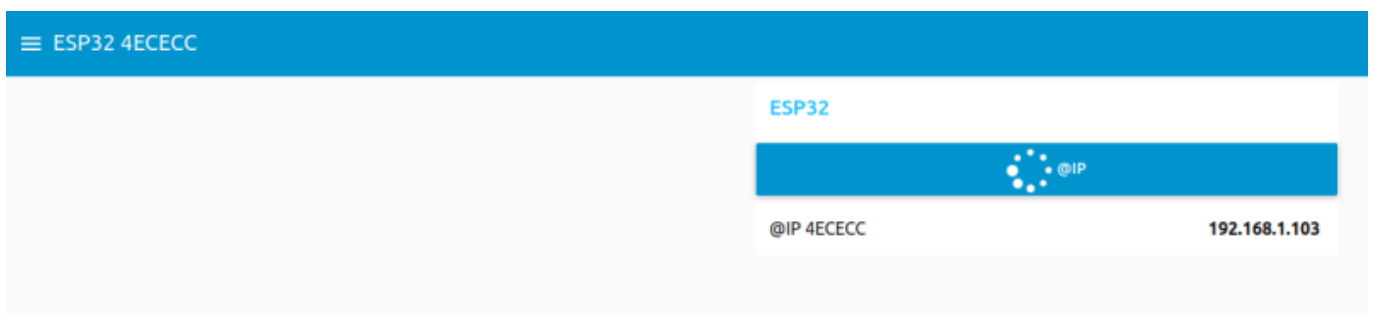 ESP32 4ECECC
ESP32
@IP
@IP 4ECECC 192.168.1.103